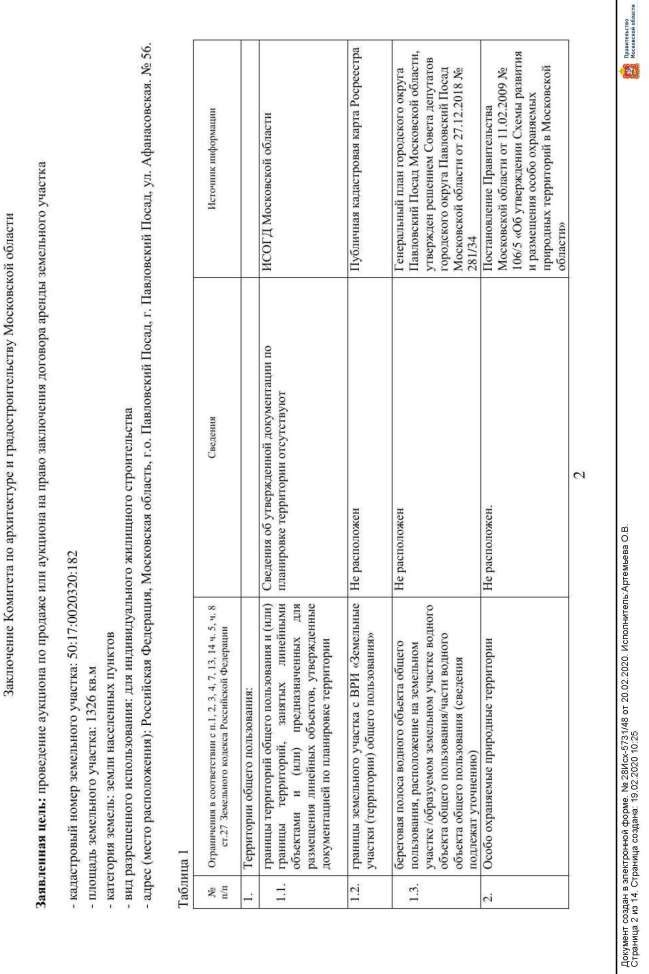 Заключение Комитета по архитектуре и градостроительству Московской области
Заявленная цель: проведение аукциона по продаже или аукциона на право заключения договора аренды земельного участка
- кадастровый номер земельного участка: 50:17:0020320:182
- площадь земельного участка: 1326 кв.м
- категория земель: земли населенных пунктов
- вид разрешенного использования: для индивидуального жилищного строительства
- адрес (место расположения): Российская Федерация, Московская область, г.о. Павловский Посад, г. Павловский Посад, ул. Афанасовская. № 56.
Таблица 1
№
п/п
Ограничения в соответствии с п.1, 2, 3, 4, 7, 13, 14 ч. 5, ч. 8
ст.27 Земельного кодекса Российской Федерации
Сведения
Источник информации
1.
Территории общего пользования:
1.1.
границы территорий общего пользования и (или)
границы территорий, занятых линейными
объектами и (или) предназначенных для
размещения линейных объектов, утвержденные
документацией по планировке территории
Сведения об утвержденной документации по
планировке территории отсутствуют
ИСОГД Московской области
1.2.
границы земельного участка с ВРИ «Земельные
участки (территории) общего пользования»
Не расположен
Публичная кадастровая карта Росреестра
1.3.
береговая полоса водного объекта общего
пользования, расположение на земельном
участке /образуемом земельном участке водного
объекта общего пользования/части водного
объекта общего пользования (сведения
подлежат уточнению)
Не расположен
Генеральный план городского округа
Павловский Посад Московской области,
утвержден решением Совета депутатов
городского округа Павловский Посад
Московской области от 27.12.2018 №
281/34
2.
Особо охраняемые природные территории
Не расположен.
Постановление Правительства
Московской области от 11.02.2009 №
106/5 «Об утверждении Схемы развития
и размещения особо охраняемых
природных территорий в Московской
области»
2
Документ создан в электронной форме. № 28Исх-5731/48 от 20.02.2020. Исполнитель:Артемьева О.В.
Страница 2 из 14. Страница создана: 19.02.2020 10:25
Правительство
Московской области